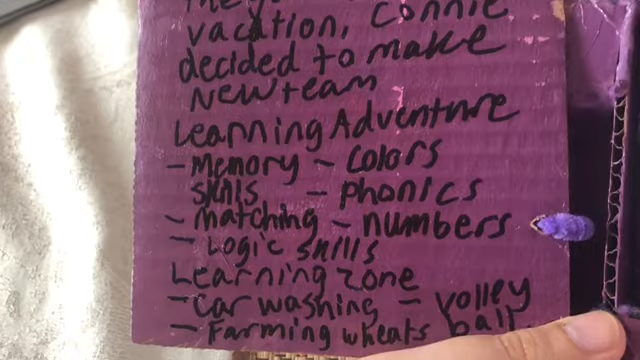 vacation, Connie
decided to make
New team
Learning Adventure
- Memory - Colors
skills - phonics
- Matching - numbers
- Logic skills
Learning zone
- Car washing - volley
- Farming wheats ball